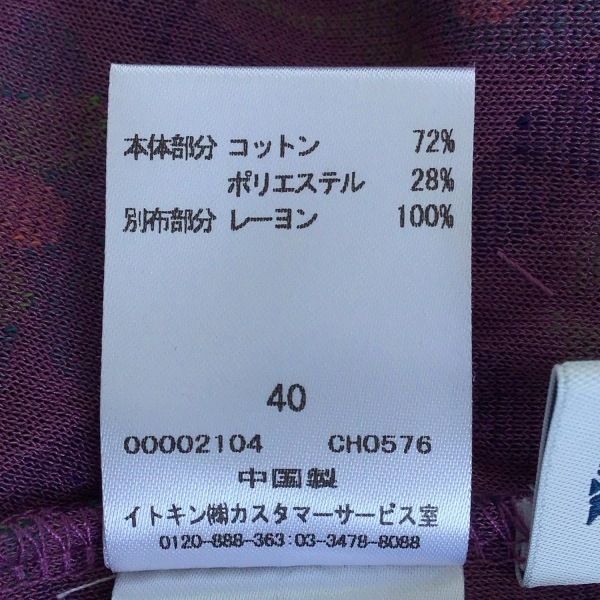 本体部分 コットン 72%
ポリエステル 28%
別布部分 レーヨン 100%
40
00002104 CH0576
中国製
イトキン㈱カスタマーサービス室
0120-888-363:03-3478-8088